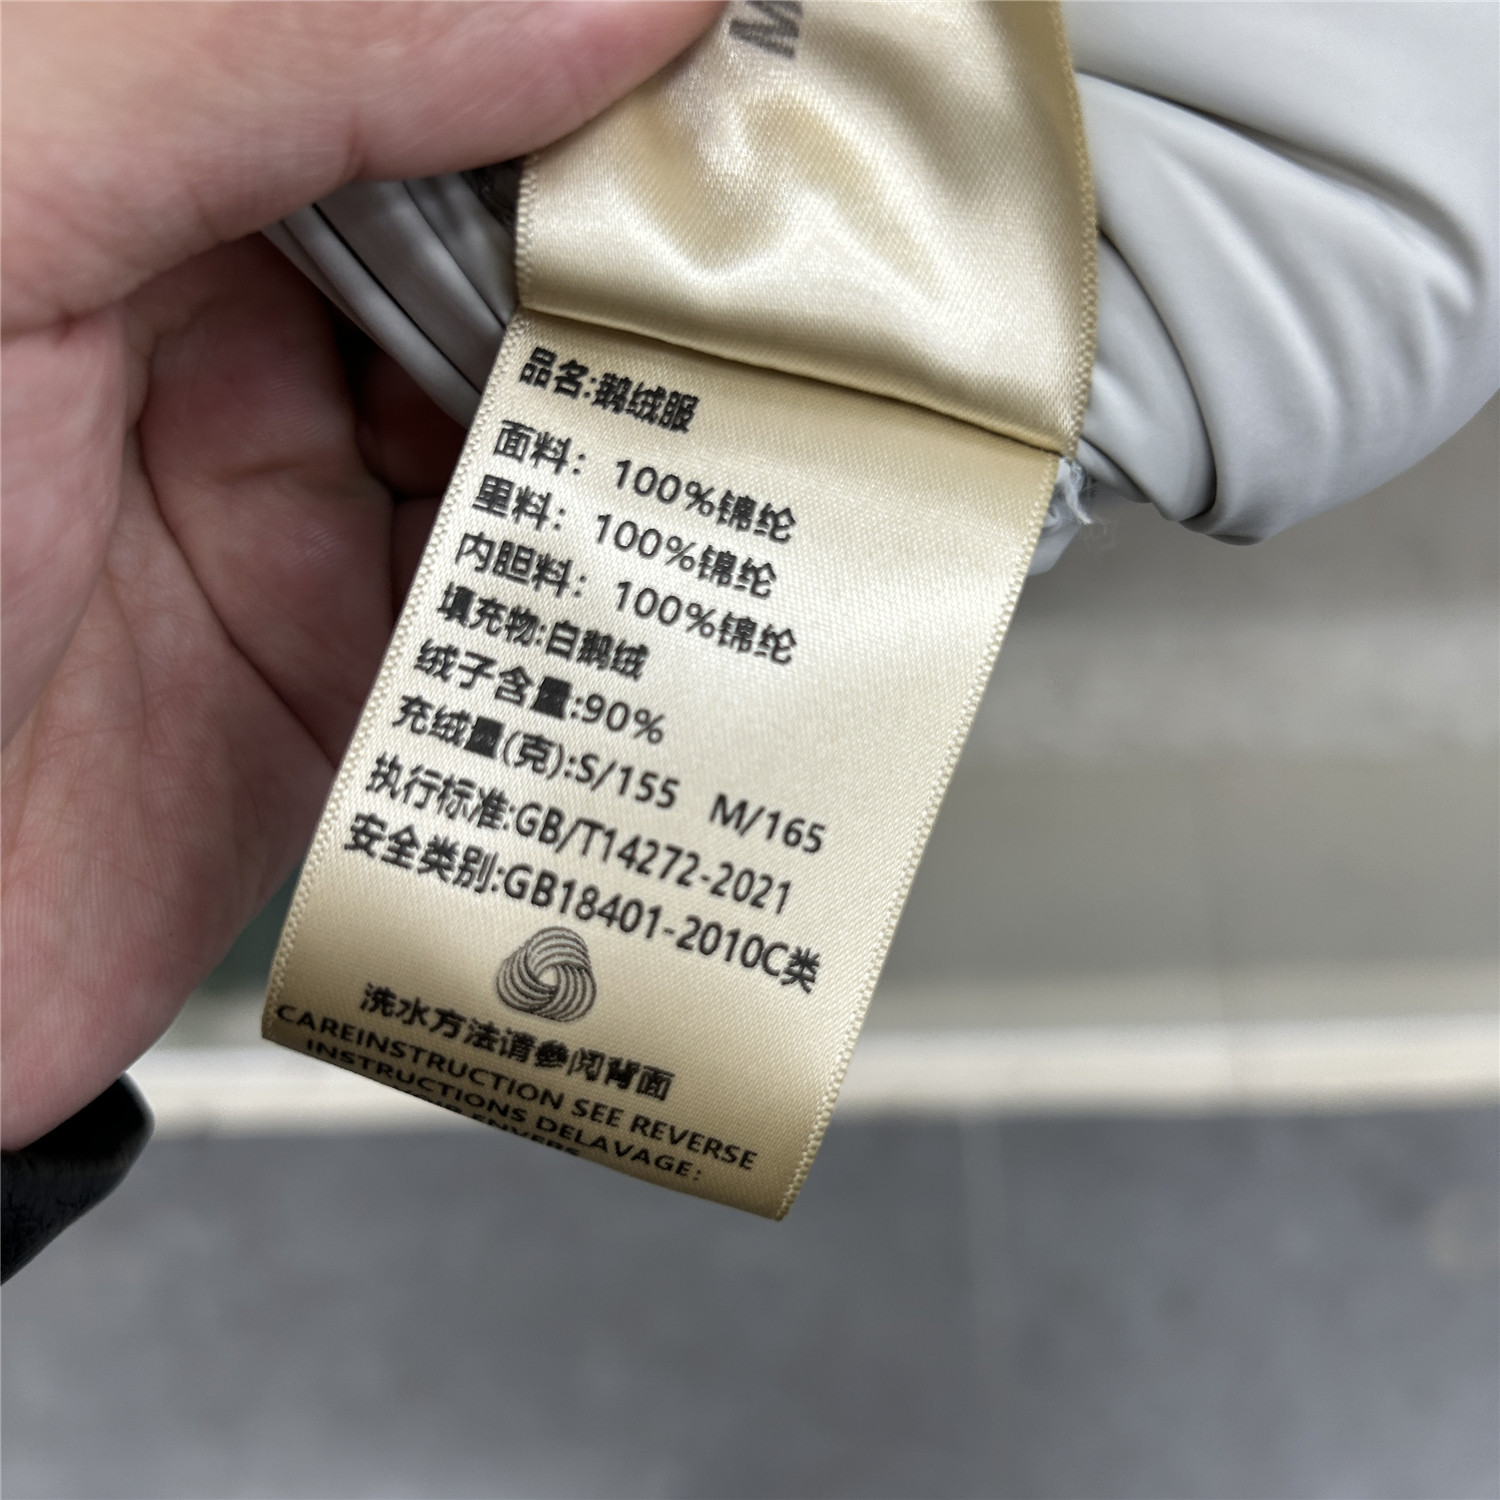 M
品名:鹅绒服
面料：100%锦纶
里料：100%锦纶
内胆料：100%锦纶
填充物:白鹅绒
绒子含量:90%
充绒量(克):S/155 M/165
执行标准:GB/T14272-2021
安全类别:GB18401-2010C类
洗水方法请參阅背面
CAREINSTRUCTION SEE REVERSE
INSTRUCTIONS DELAVAGE: